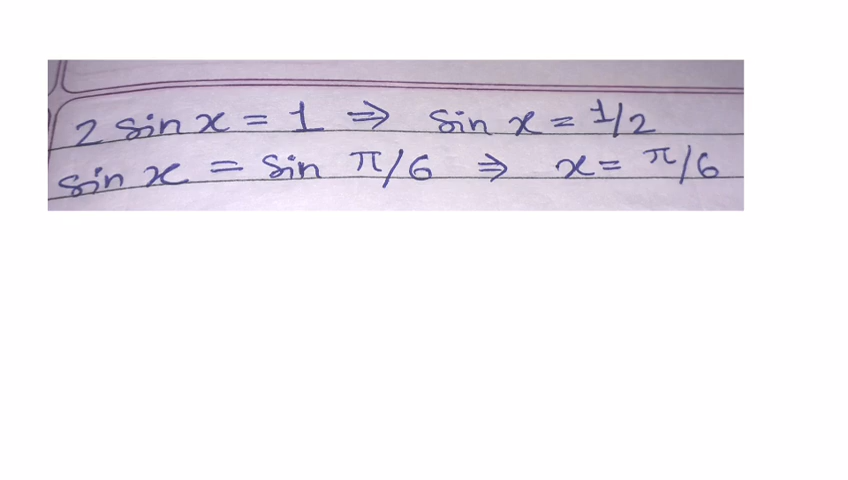 2 sin x = 1 ⇒ sin x = 1/2
sin x = sin π/6 ⇒ x = π/6